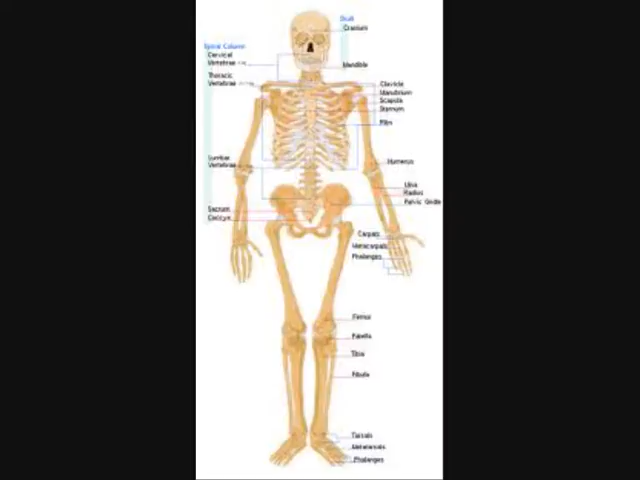 Skull
Cranium
Mandible
Spinal Column
Cervical
Vertebrae
Thoracic
Vertebrae
Lumbar
Vertebrae
Sacrum
Coccyx
Clavicle
Manubrium
Scapula
Sternum
Ribs
Humerus
Ulna
Radius
Pelvic Girdle
Carpals
Metacarpals
Phalanges
Femur
Patella
Tibia
Fibula
Tarsals
Metatarsals
Phalanges